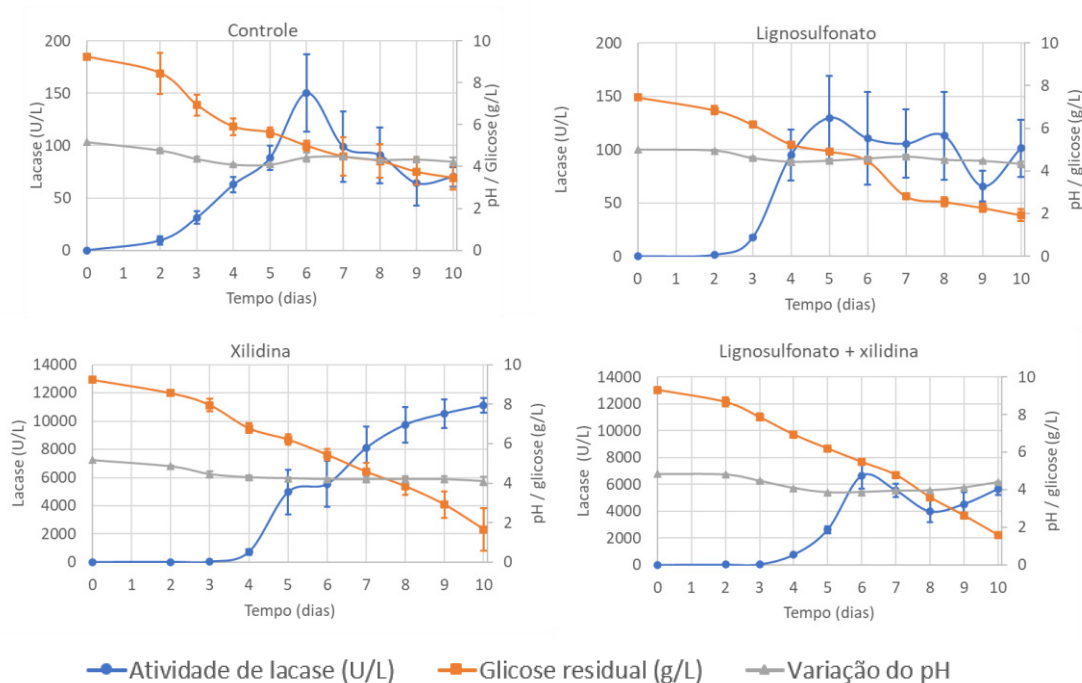 Controle
200
150
100
50
0
Lacase (U/L)
10
8
6
4
2
0
pH / glicose (g/L)
0 1 2 3 4 5 6 7 8 9 10
Tempo (dias)
Lignosulfonato
200
150
100
50
0
Lacase (U/L)
10
8
6
4
2
0
pH / glicose (g/L)
0 1 2 3 4 5 6 7 8 9 10
Tempo (dias)
Xilidina
14000
12000
10000
8000
6000
4000
2000
0
Lacase (U/L)
10
8
6
4
2
0
pH / glicose (g/L)
0 1 2 3 4 5 6 7 8 9 10
Tempo (dias)
Lignosulfonato + xilidina
14000
12000
10000
8000
6000
4000
2000
0
Lacase (U/L)
10
8
6
4
2
0
pH / glicose (g/L)
0 1 2 3 4 5 6 7 8 9 10
Tempo (dias)
Atividade de lacase (U/L) Glicose residual (g/L) Variação do pH